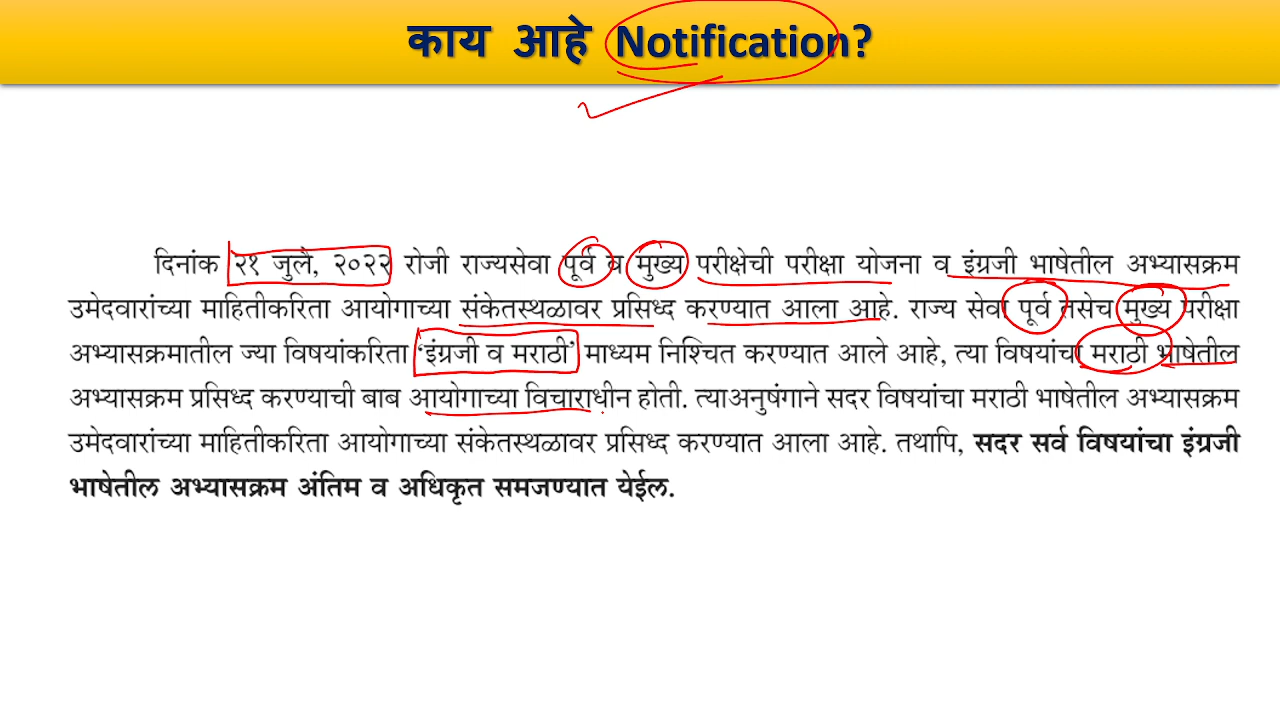 काय आहे Notification?
दिनांक २१ जुलै, २०२२ रोजी राज्यसेवा पूर्व व मुख्य परीक्षेची परीक्षा योजना व इंग्रजी भाषेतील अभ्यासक्रम
उमेदवारांच्या माहितीकरिता आयोगाच्या संकेतस्थळावर प्रसिध्द करण्यात आला आहे. राज्य सेवा पूर्व तसेच मुख्य परीक्षा
अभ्यासक्रमातील ज्या विषयांकरिता 'इंग्रजी व मराठी' माध्यम निश्चित करण्यात आले आहे, त्या विषयांचा मराठी भाषेतील
अभ्यासक्रम प्रसिध्द करण्याची बाब आयोगाच्या विचाराधीन होती. त्याअनुषंगाने सदर विषयांचा मराठी भाषेतील अभ्यासक्रम
उमेदवारांच्या माहितीकरिता आयोगाच्या संकेतस्थळावर प्रसिध्द करण्यात आला आहे. तथापि, सदर सर्व विषयांचा इंग्रजी
भाषेतील अभ्यासक्रम अंतिम व अधिकृत समजण्यात येईल.